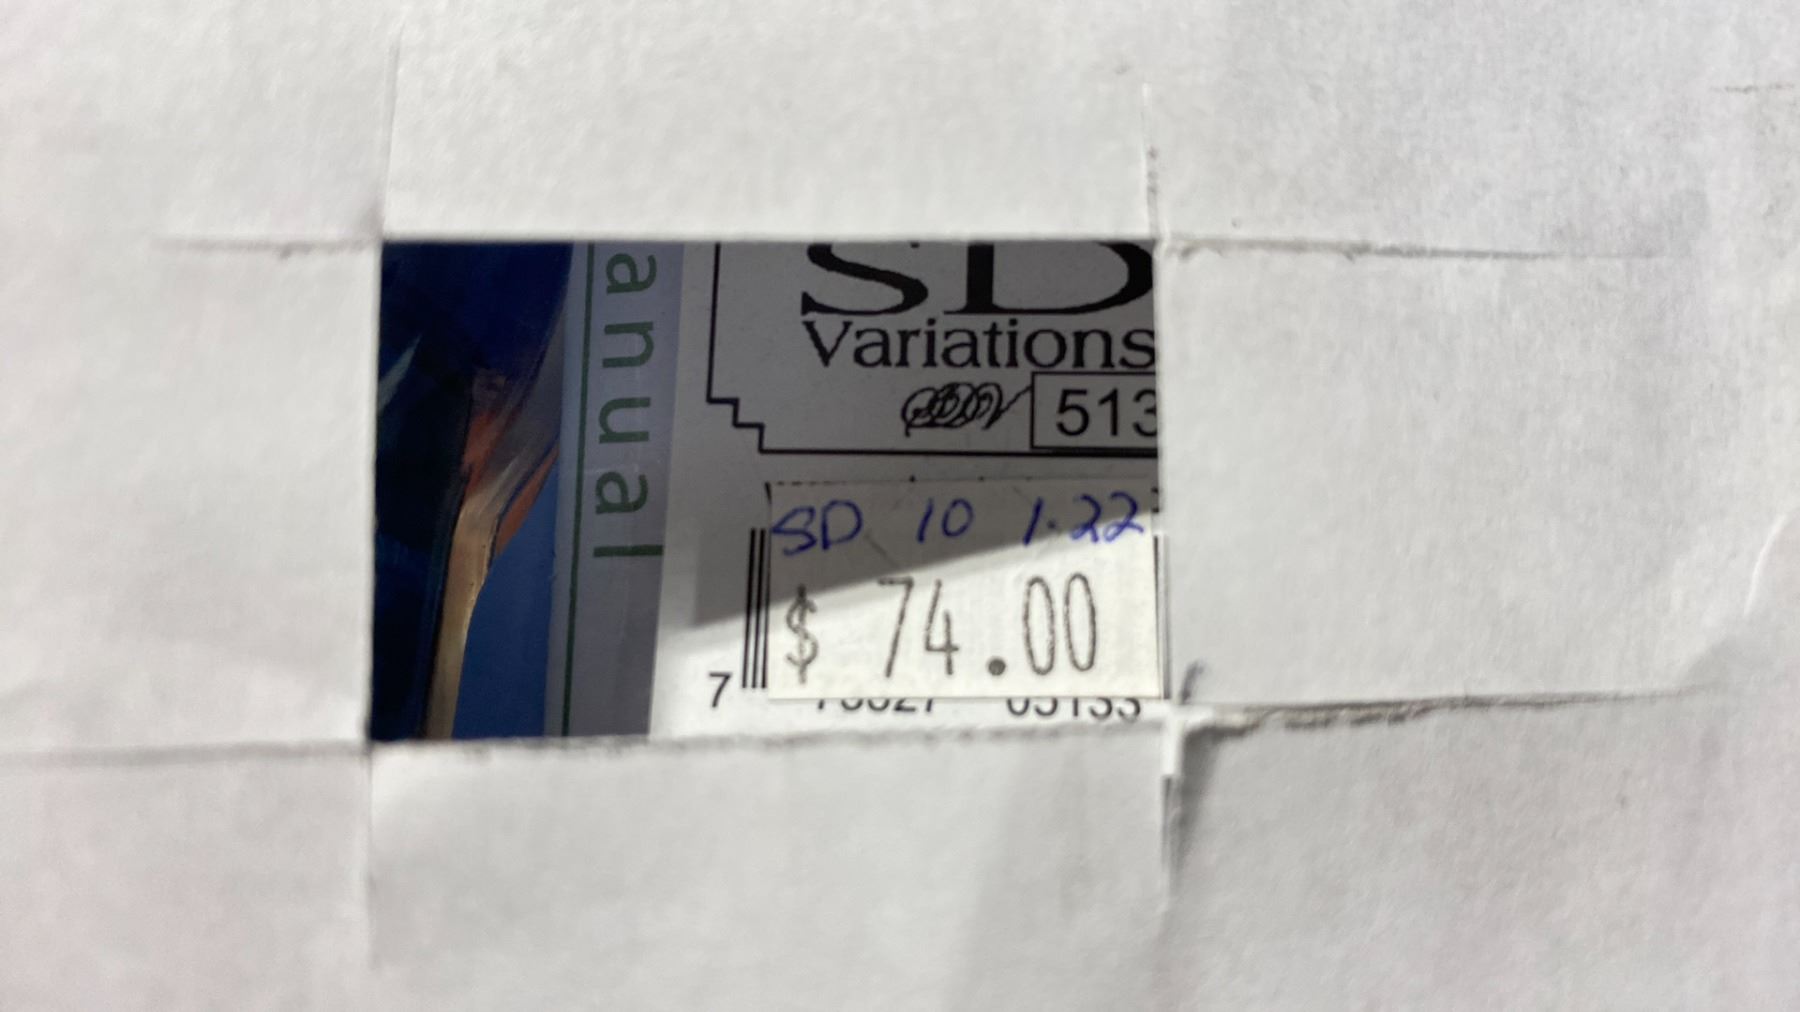 anual
SD
Variations
513
SD 10 1.22
$ 74.00
7